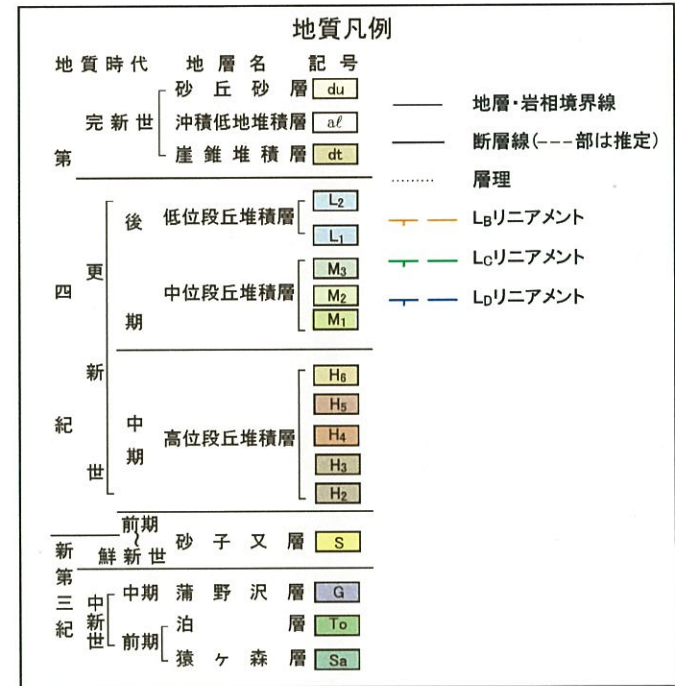 地質凡例
地質時代 地層名 記号
第四紀
完新世
砂丘砂層 du
沖積低地堆積層 aℓ
崖錐堆積層 dt
更新世
後期
低位段丘堆積層 L2
L1
中位段丘堆積層 M3
M2
M1
中期
高位段丘堆積層 H6
H5
H4
H3
H2
前期
~
鮮新世
砂子又層 S
新第三紀
中新世
中期 蒲野沢層 G
前期 泊層 To
猿ヶ森層 Sa
地層・岩相境界線
断層線(---部は推定)
層理
LBリニアメント
LCリニアメント
LDリニアメント